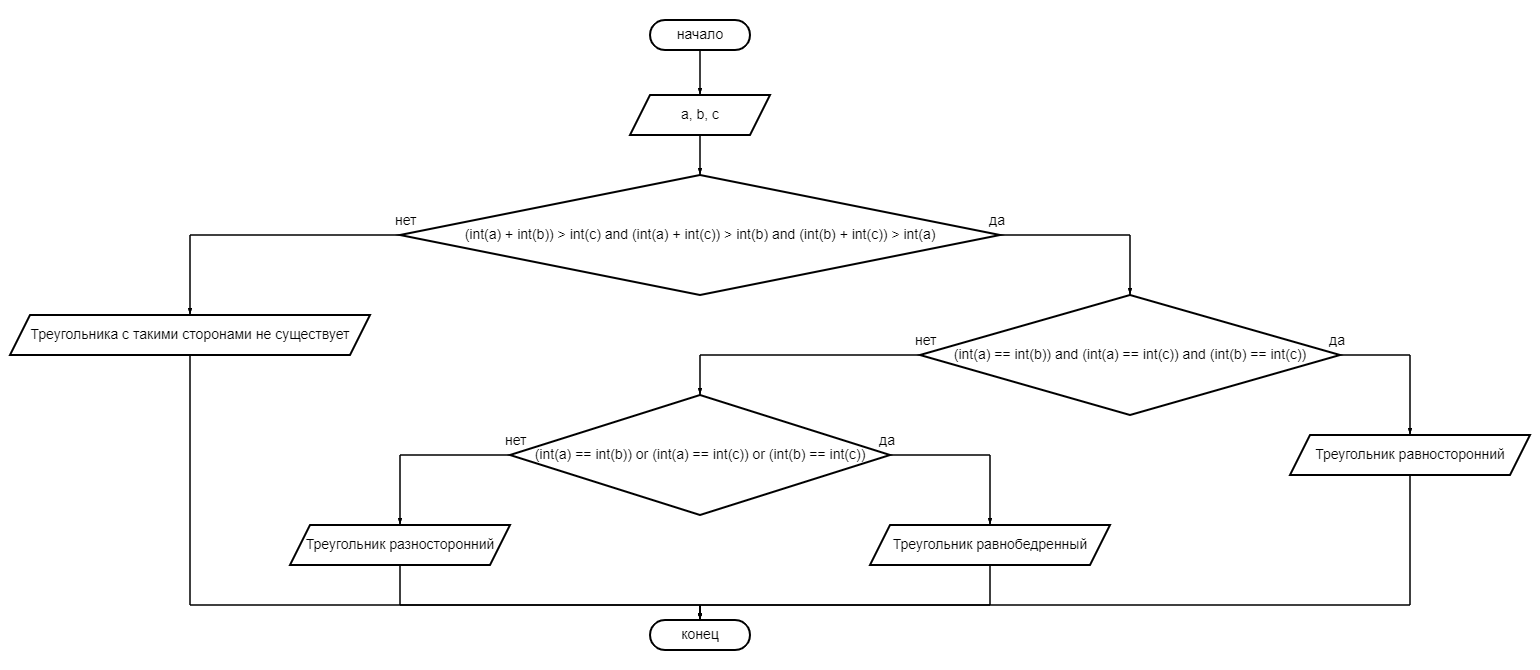 начало
a, b, c
нет
да
(int(a) + int(b)) > int(c) and (int(a) + int(c)) > int(b) and (int(b) + int(c)) > int(a)
Треугольника с такими сторонами не существует
нет
да
(int(a) == int(b)) and (int(a) == int(c)) and (int(b) == int(c))
нет
да
(int(a) == int(b)) or (int(a) == int(c)) or (int(b) == int(c))
Треугольник равносторонний
Треугольник разносторонний
Треугольник равнобедренный
конец